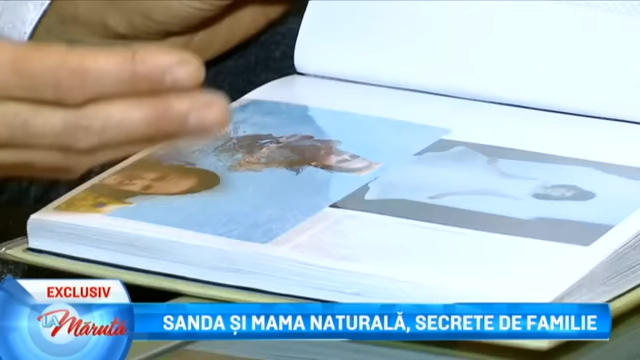 EXCLUSIV
LA
Măruță
SANDA ȘI MAMA NATURALĂ, SECRETE DE FAMILIE